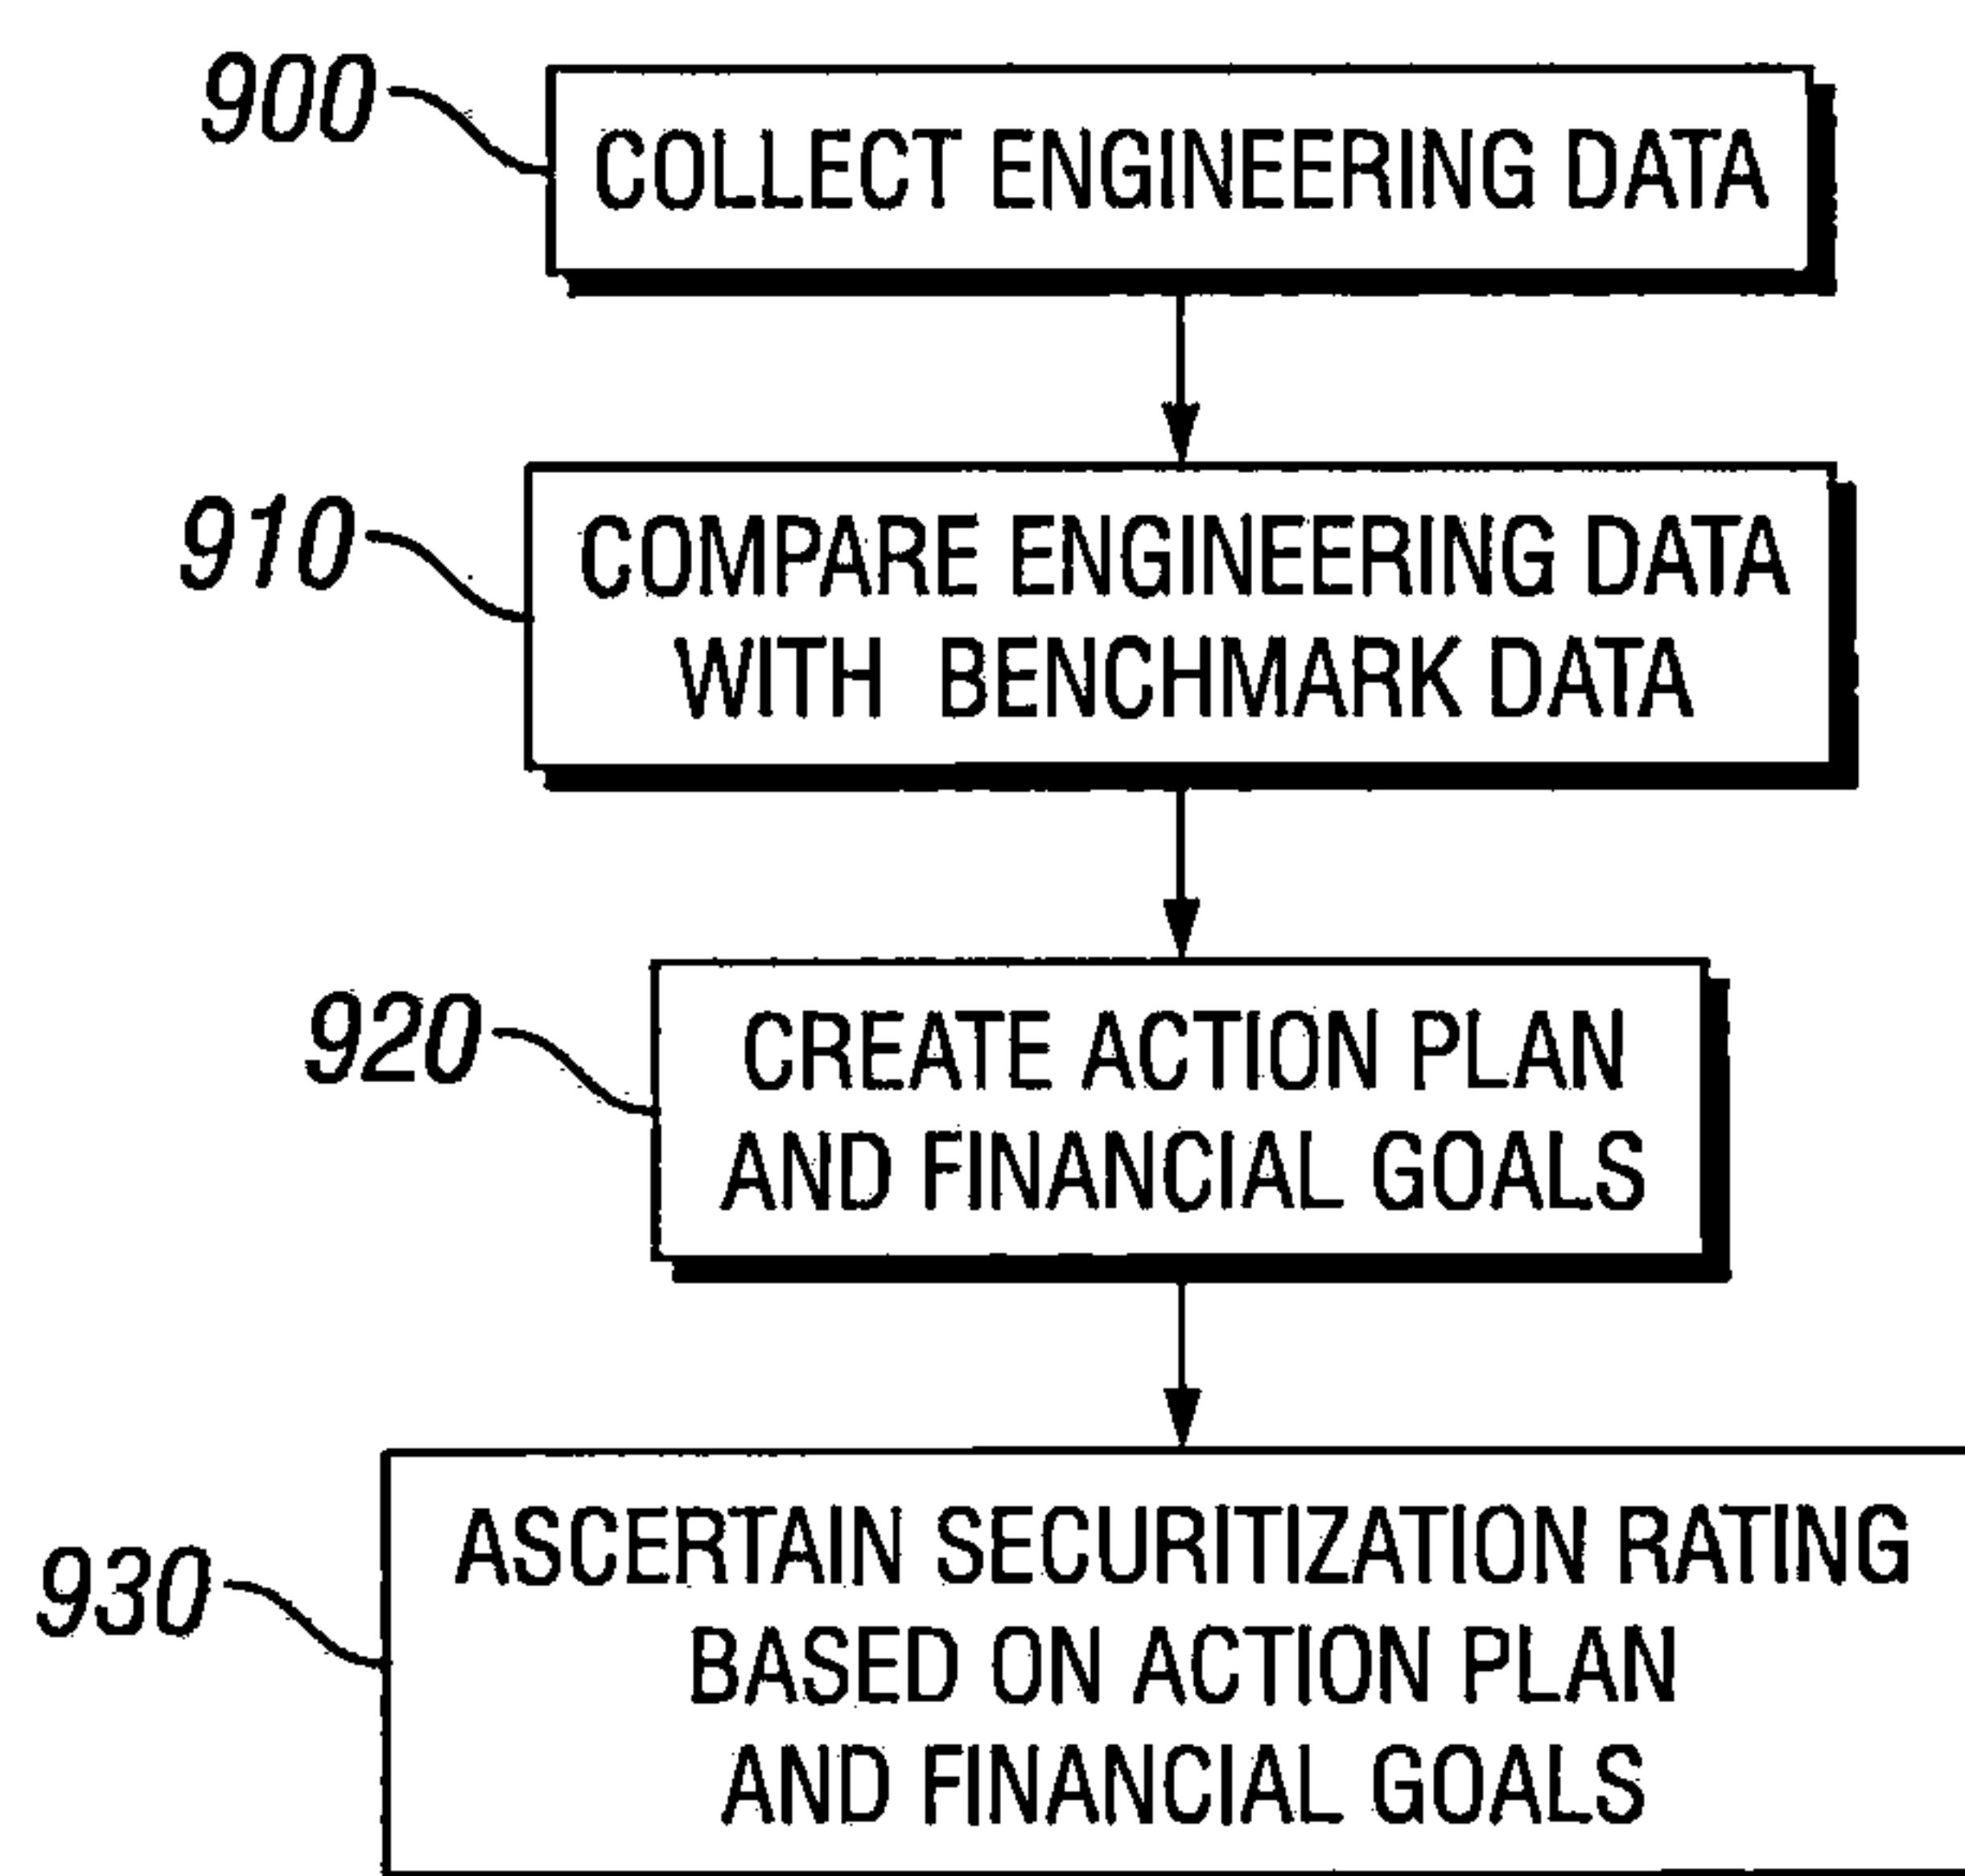 900
COLLECT ENGINEERING DATA
910
COMPARE ENGINEERING DATA
WITH BENCHMARK DATA
920
CREATE ACTION PLAN
AND FINANCIAL GOALS
930
ASCERTAIN SECURITIZATION RATING
BASED ON ACTION PLAN
AND FINANCIAL GOALS